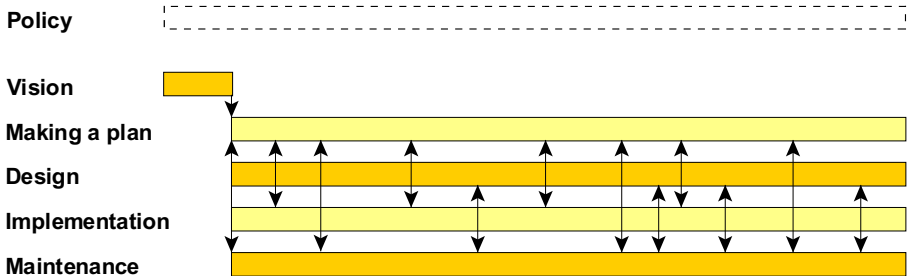 Policy
Vision
Making a plan
Design
Implementation
Maintenance